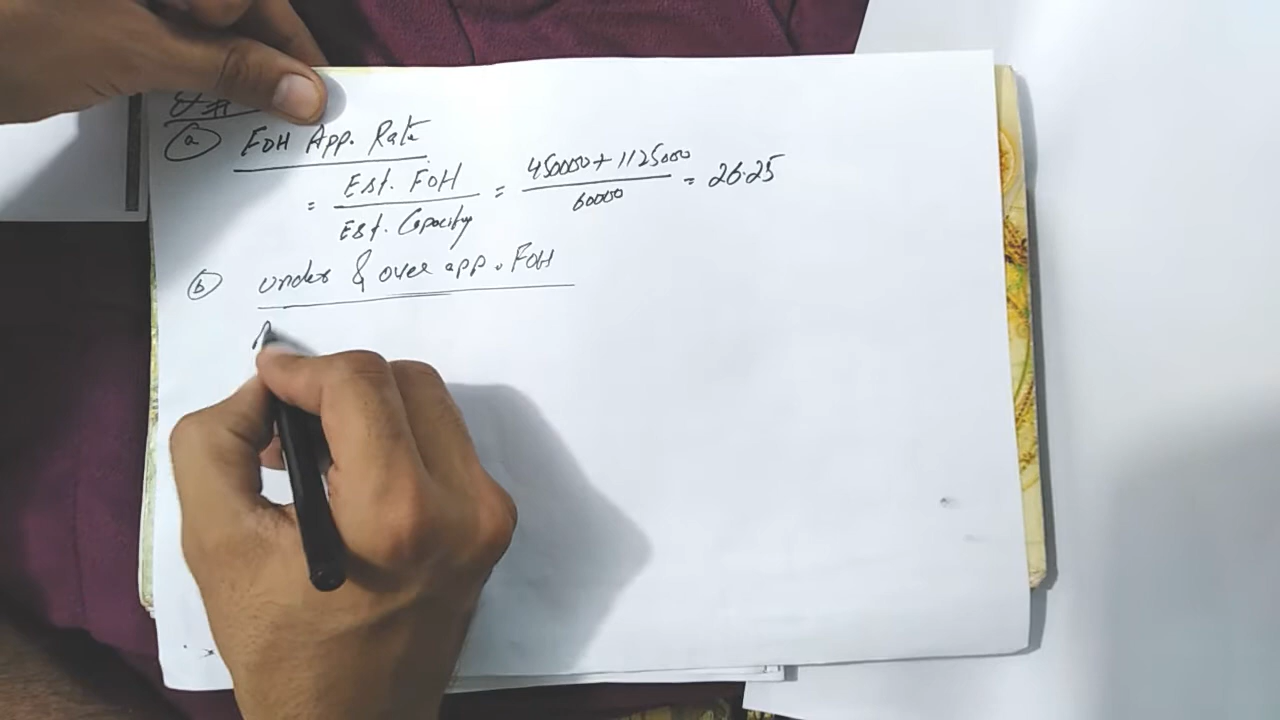 (a) FOH App. Rate
= Est. FOH / Est. Capacity = 450000 + 1125000 / 60000 = 26.25
(b) under & over app. FOH